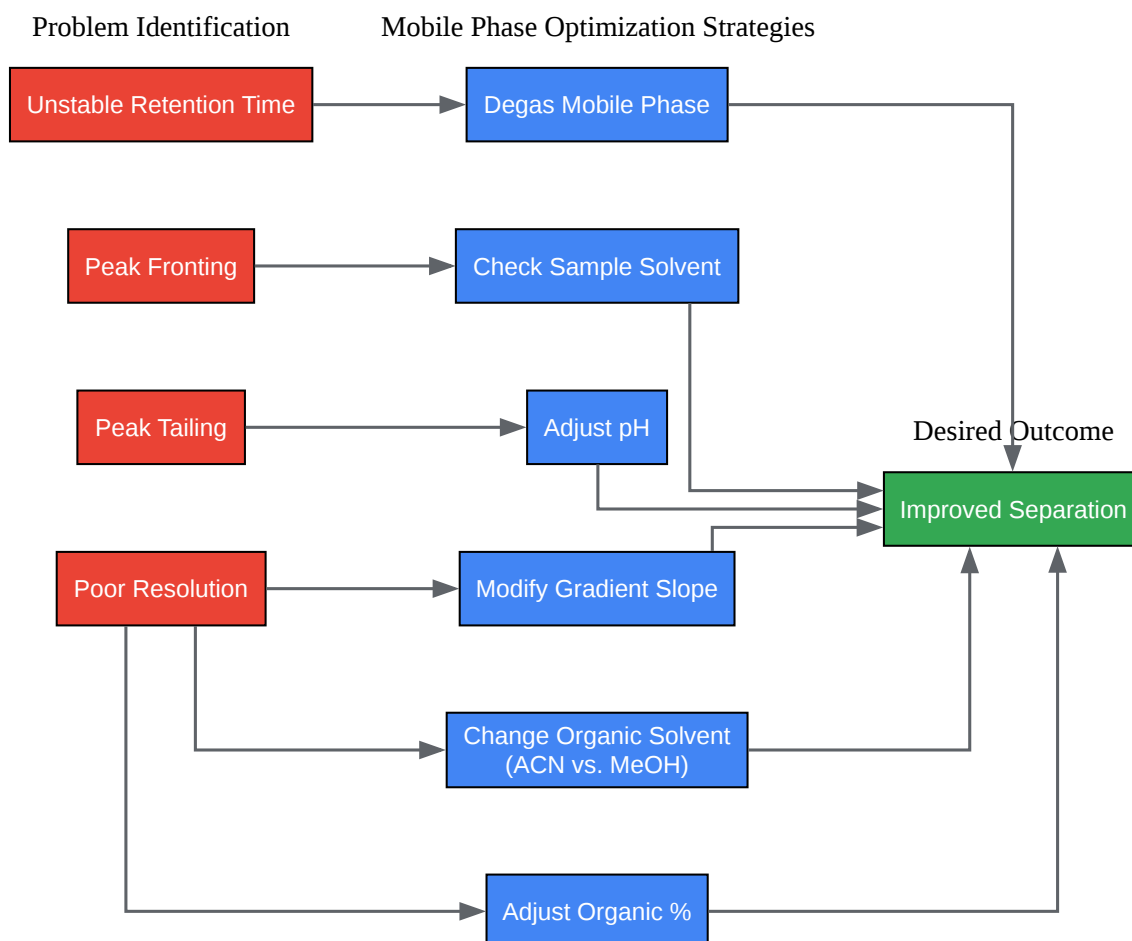 Problem Identification
Mobile Phase Optimization Strategies
Unstable Retention Time
Degas Mobile Phase
Peak Fronting
Check Sample Solvent
Peak Tailing
Adjust pH
Desired Outcome
Improved Separation
Poor Resolution
Modify Gradient Slope
Change Organic Solvent
(ACN vs. MeOH)
Adjust Organic %